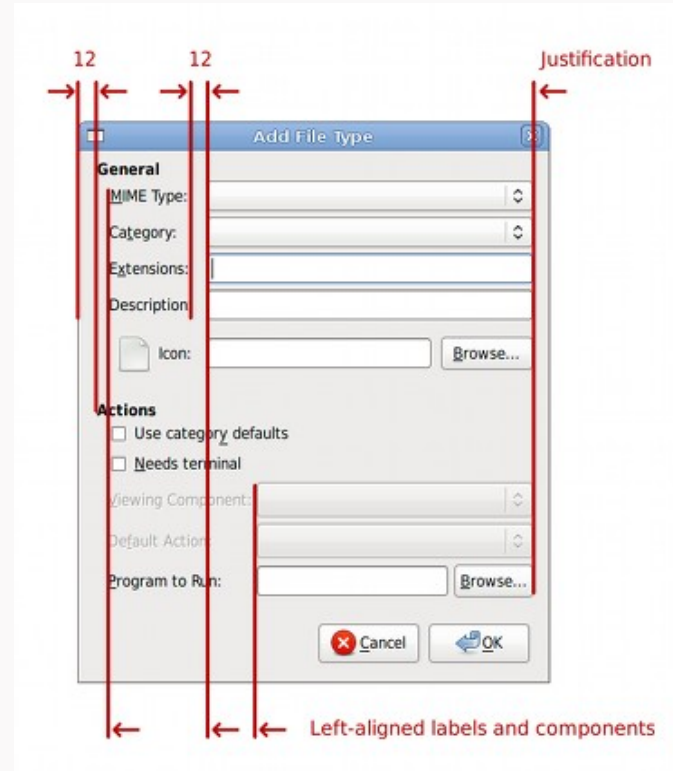 12 12 Justification
Add File Type
General
MIME Type:
Category:
Extensions:
Description
Icon: Browse...
Actions
Use category defaults
Needs terminal
Viewing Component:
Default Action:
Program to Run: Browse...
Cancel OK
Left-aligned labels and components